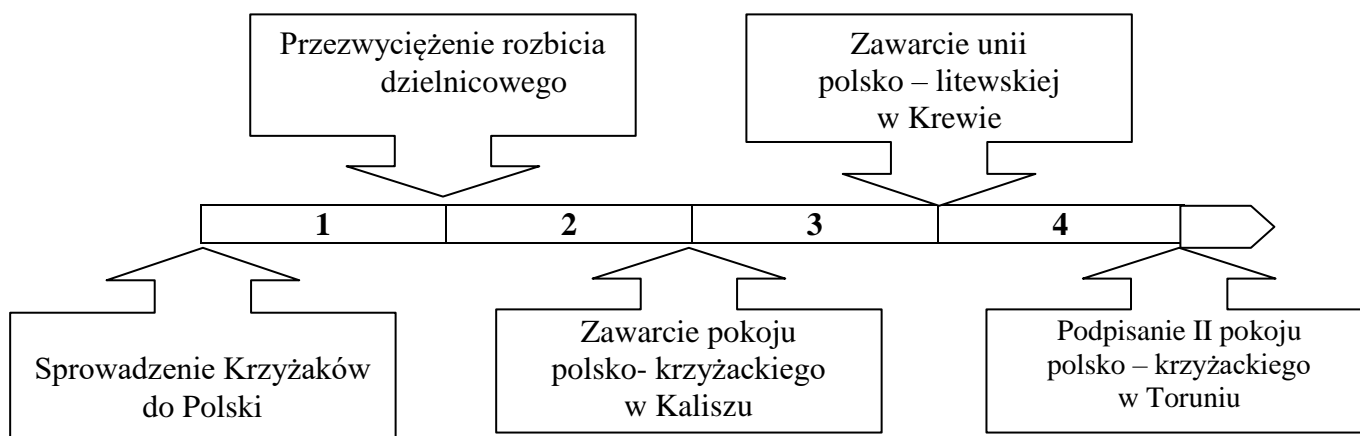 Przezwyciężenie rozbicia
dzielnicowego
Zawarcie unii
polsko – litewskiej
w Krewie
1 2 3 4
Sprowadzenie Krzyżaków
do Polski
Zawarcie pokoju
polsko- krzyżackiego
w Kaliszu
Podpisanie II pokoju
polsko – krzyżackiego
w Toruniu